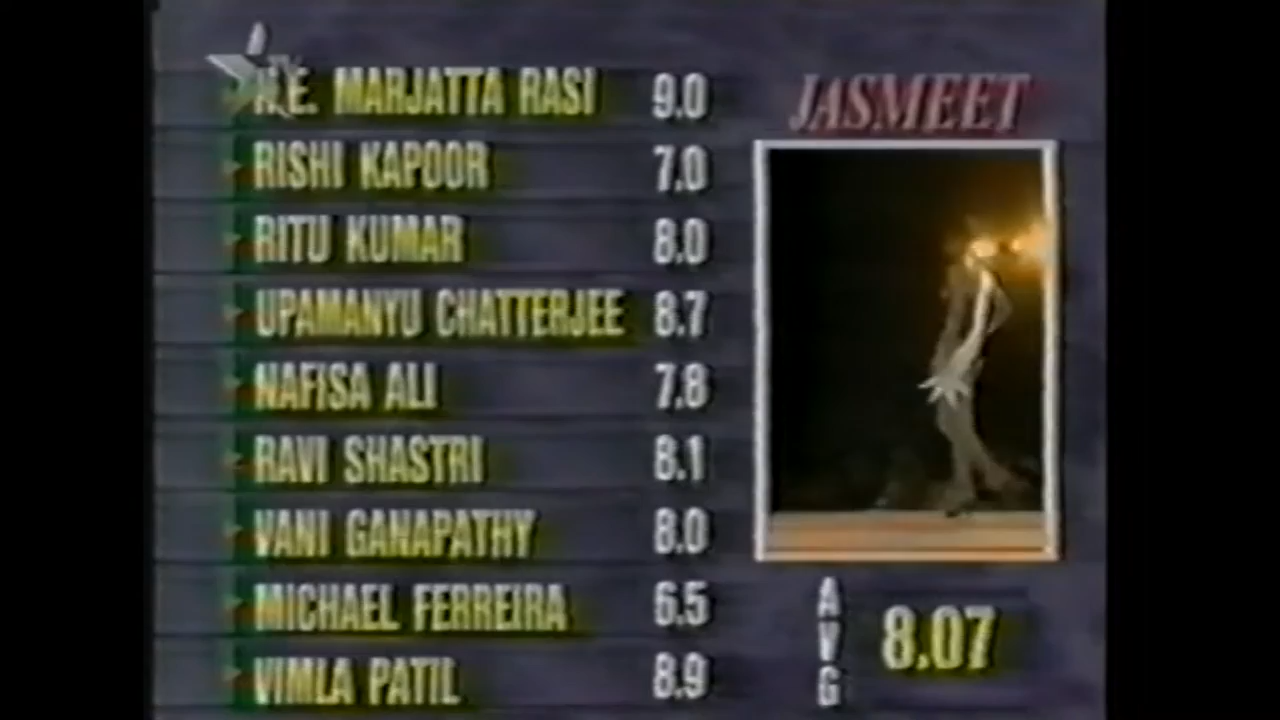 TV
H.E. MARJATTA RASI 9.0
RISHI KAPOOR 7.0
RITU KUMAR 8.0
UPAMANYU CHATTERJEE 8.7
NAFISA ALI 7.8
RAVI SHASTRI 8.1
VANI GANAPATHY 8.0
MICHAEL FERREIRA 6.5
VIMLA PATIL 8.9
JASMEET
AVG 8.07